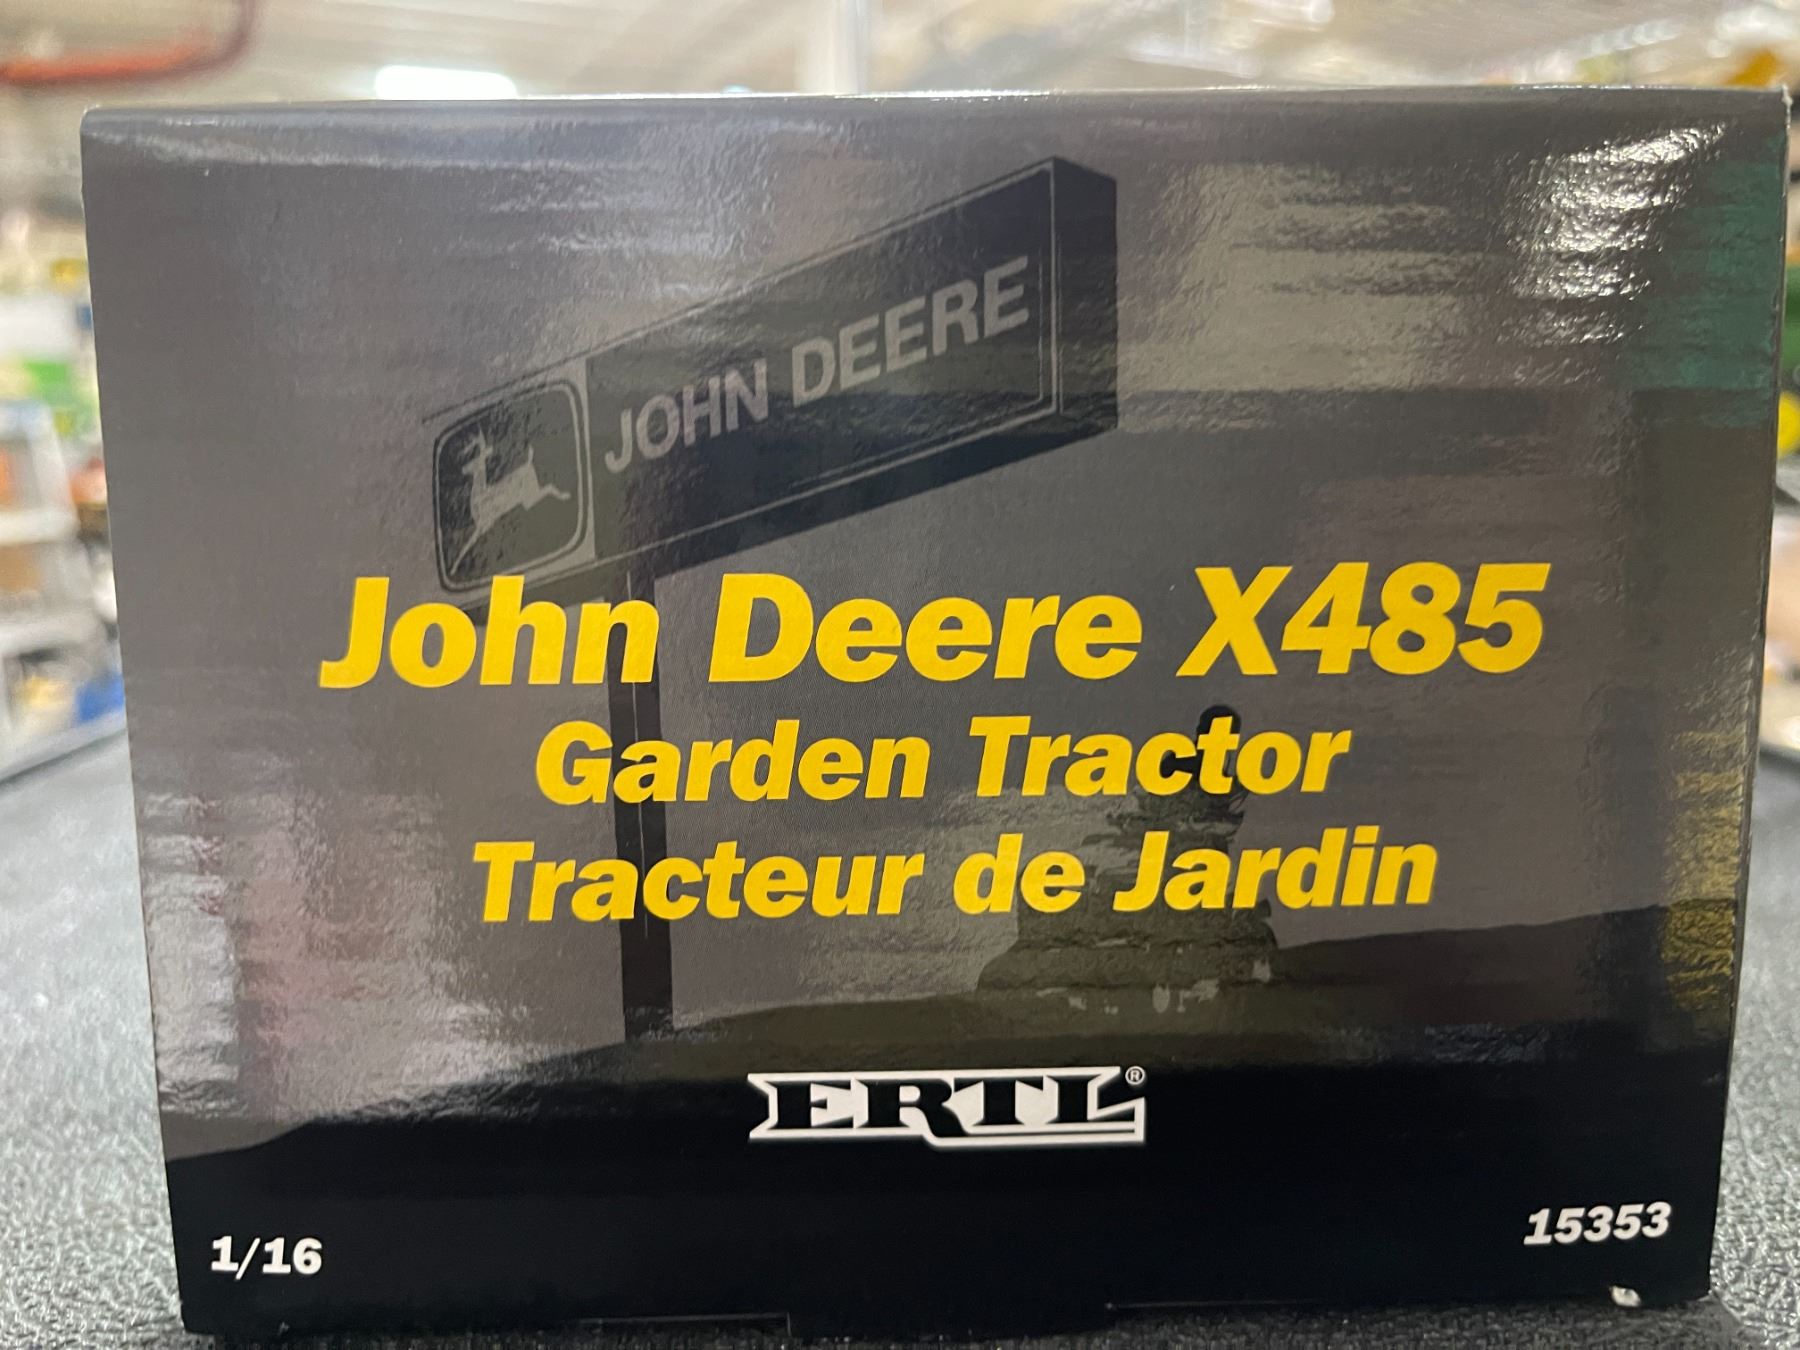 JOHN DEERE
John Deere X485
Garden Tractor
Tracteur de Jardin
ERTL®
1/16
15353